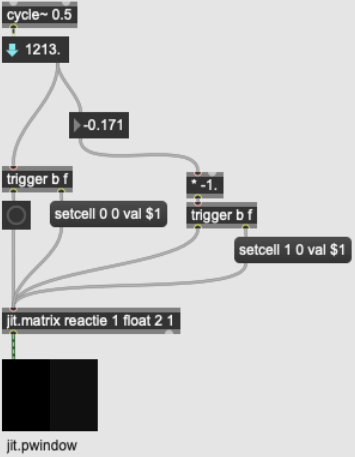 cycle~ 0.5
1213.
-0.171
trigger b f
* -1.
setcell 0 0 val $1
trigger b f
setcell 1 0 val $1
jit.matrix reactie 1 float 2 1
jit.pwindow